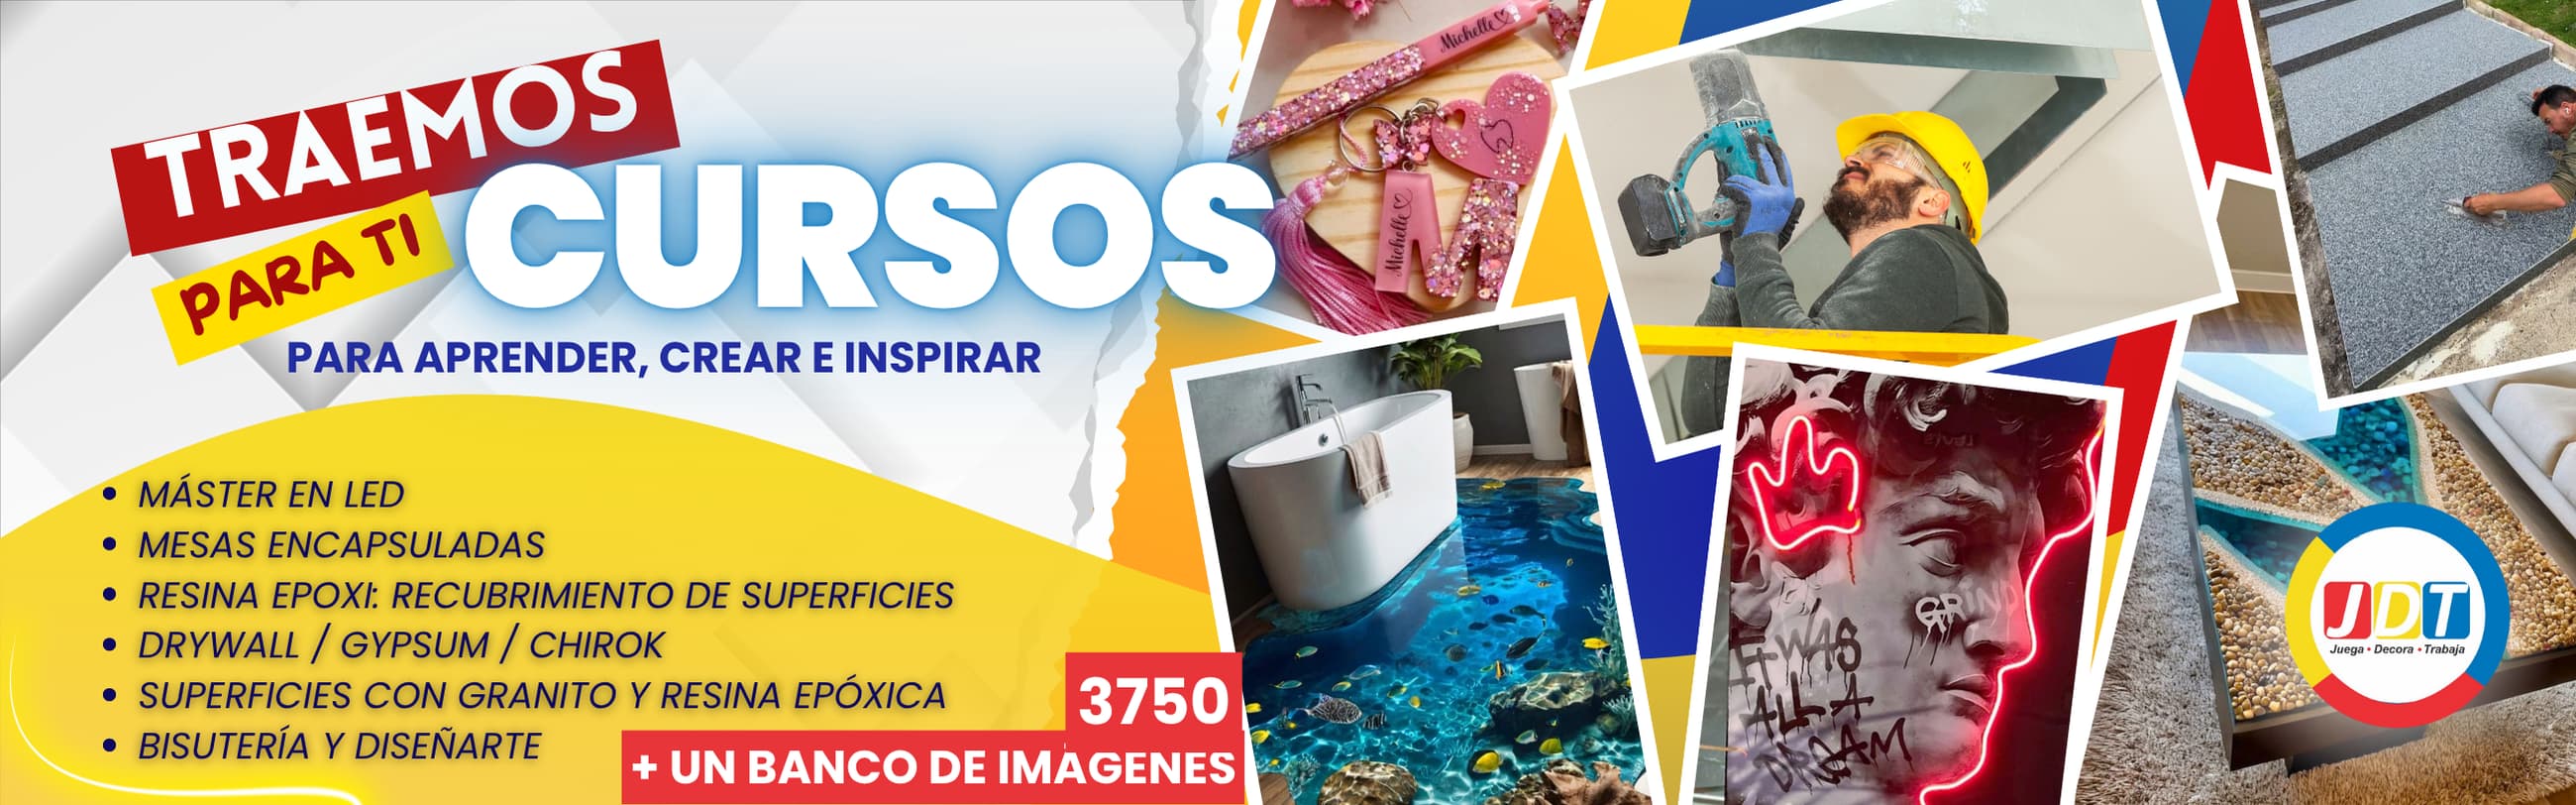 TRAEMOS
PARA TI
CURSOS
PARA APRENDER, CREAR E INSPIRAR
• MÁSTER EN LED
• MESAS ENCAPSULADAS
• RESINA EPOXI: RECUBRIMIENTO DE SUPERFICIES
• DRYWALL / GYPSUM / CHIROK
• SUPERFICIES CON GRANITO Y RESINA EPÓXICA
• BISUTERÍA Y DISEÑARTE
3750
+ UN BANCO DE IMÁGENES
Michelle
Michelle
M
GRIND
IT WAS
ALL A
DREAM
JDT
Juega • Decora • Trabaja